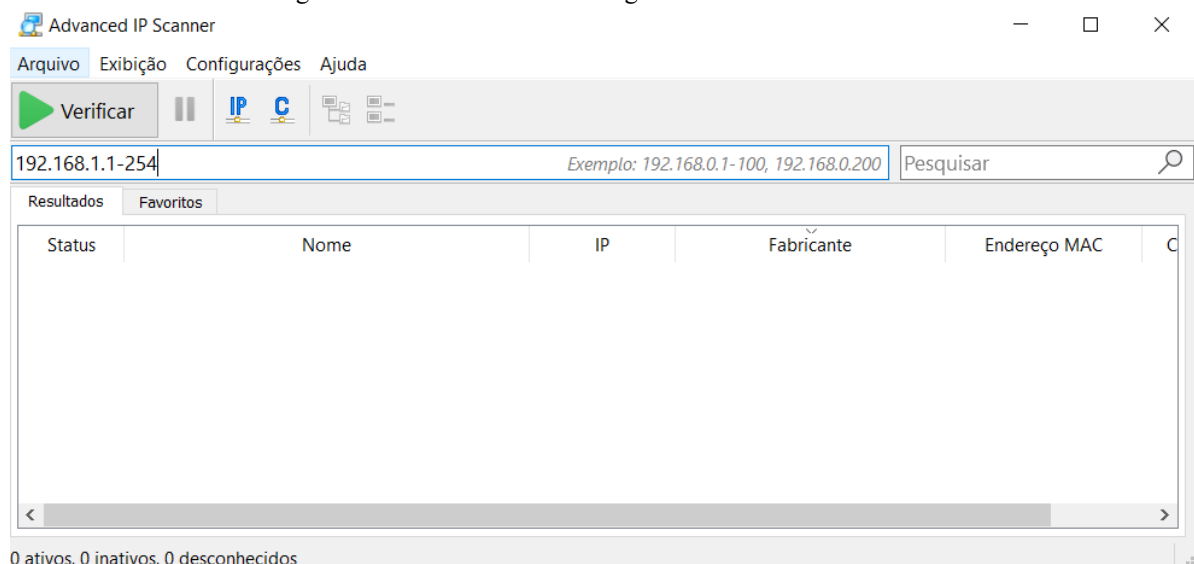 Advanced IP Scanner
Arquivo Exibição Configurações Ajuda
Verificar IP C
192.168.1.1-254 Exemplo: 192.168.0.1-100, 192.168.0.200 Pesquisar
Resultados Favoritos
Status Nome IP Fabricante Endereço MAC C
0 ativos, 0 inativos, 0 desconhecidos